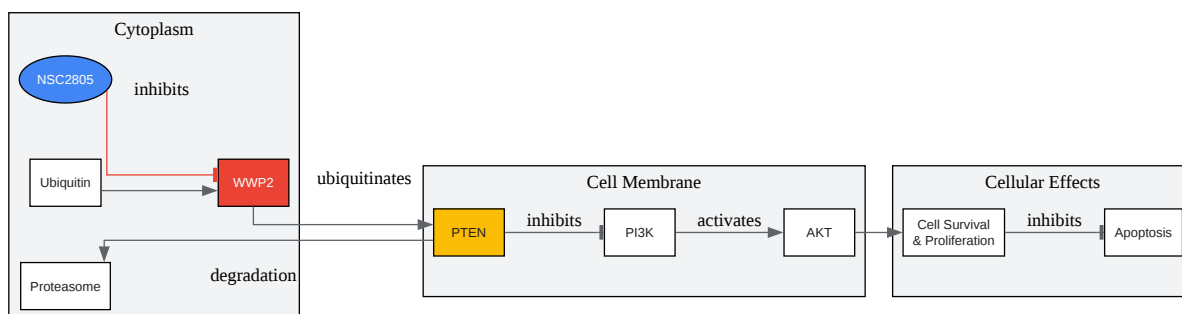 Cytoplasm
NSC2805
inhibits
Ubiquitin
WWP2
ubiquitinates
degradation
Proteasome
Cell Membrane
PTEN
inhibits
PI3K
activates
AKT
Cellular Effects
Cell Survival
& Proliferation
inhibits
Apoptosis